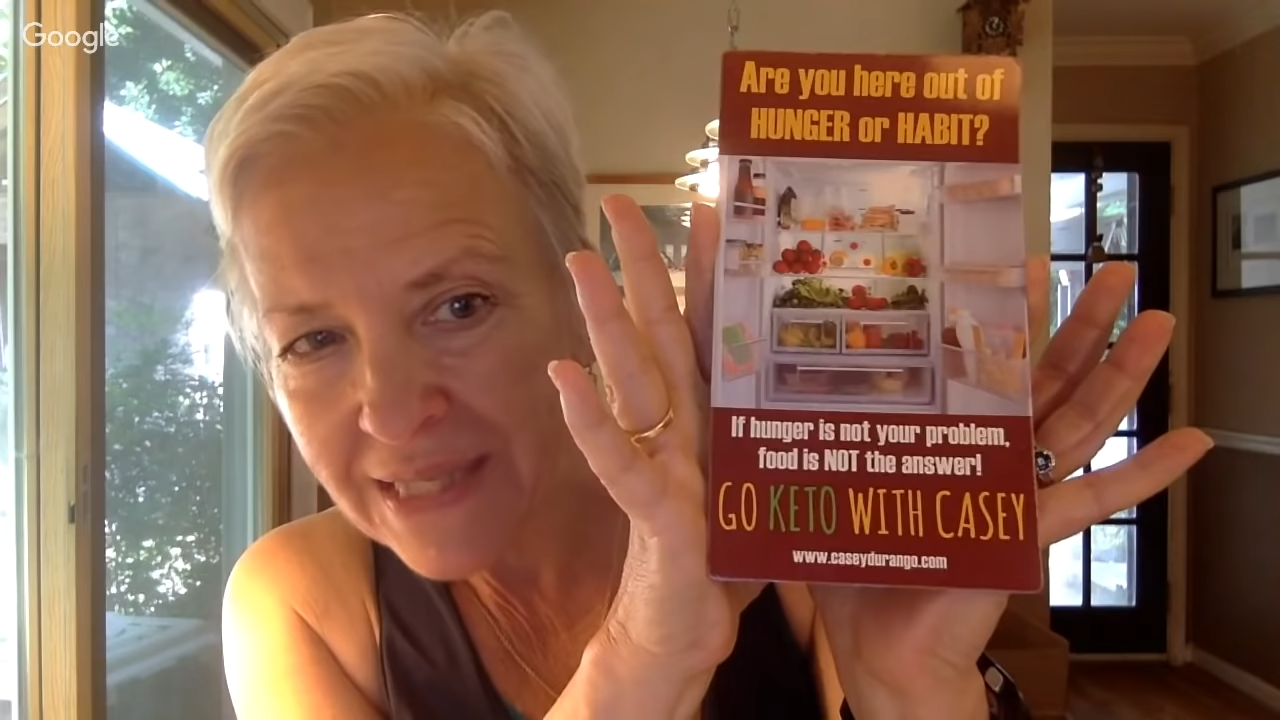 Google
Are you here out of
HUNGER or HABIT?
If hunger is not your problem,
food is NOT the answer!
GO KETO WITH CASEY
www.caseydurango.com